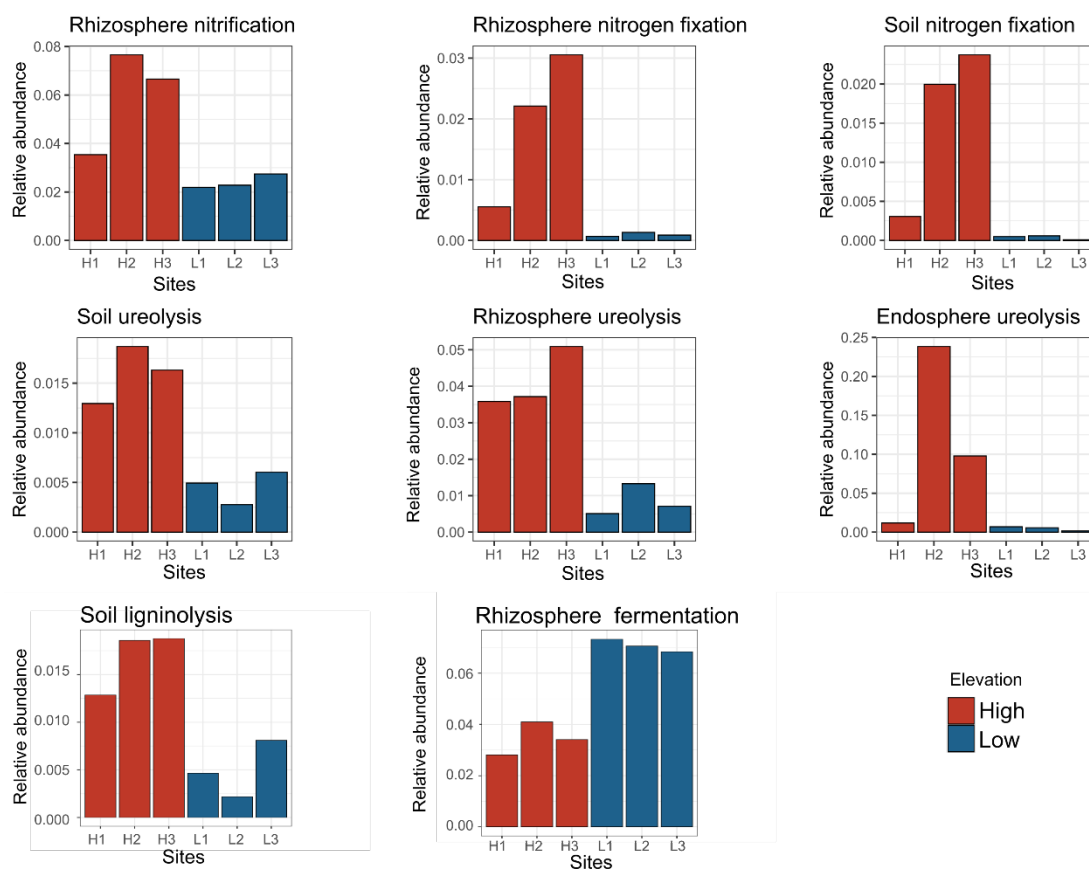 Rhizosphere nitrification
Relative abundance
0.08
0.06
0.04
0.02
0.00
H1 H2 H3 L1 L2 L3
Sites
Rhizosphere nitrogen fixation
Relative abundance
0.03
0.02
0.01
0.00
H1 H2 H3 L1 L2 L3
Sites
Soil nitrogen fixation
Relative abundance
0.020
0.015
0.010
0.005
0.000
H1 H2 H3 L1 L2 L3
Sites
Soil ureolysis
Relative abundance
0.015
0.010
0.005
0.000
H1 H2 H3 L1 L2 L3
Sites
Rhizosphere ureolysis
Relative abundance
0.05
0.04
0.03
0.02
0.01
0.00
H1 H2 H3 L1 L2 L3
Sites
Endosphere ureolysis
Relative abundance
0.25
0.20
0.15
0.10
0.05
0.00
H1 H2 H3 L1 L2 L3
Sites
Soil ligninolysis
Relative abundance
0.015
0.010
0.005
0.000
H1 H2 H3 L1 L2 L3
Sites
Rhizosphere fermentation
Relative abundance
0.06
0.04
0.02
0.00
H1 H2 H3 L1 L2 L3
Sites
Elevation
High
Low